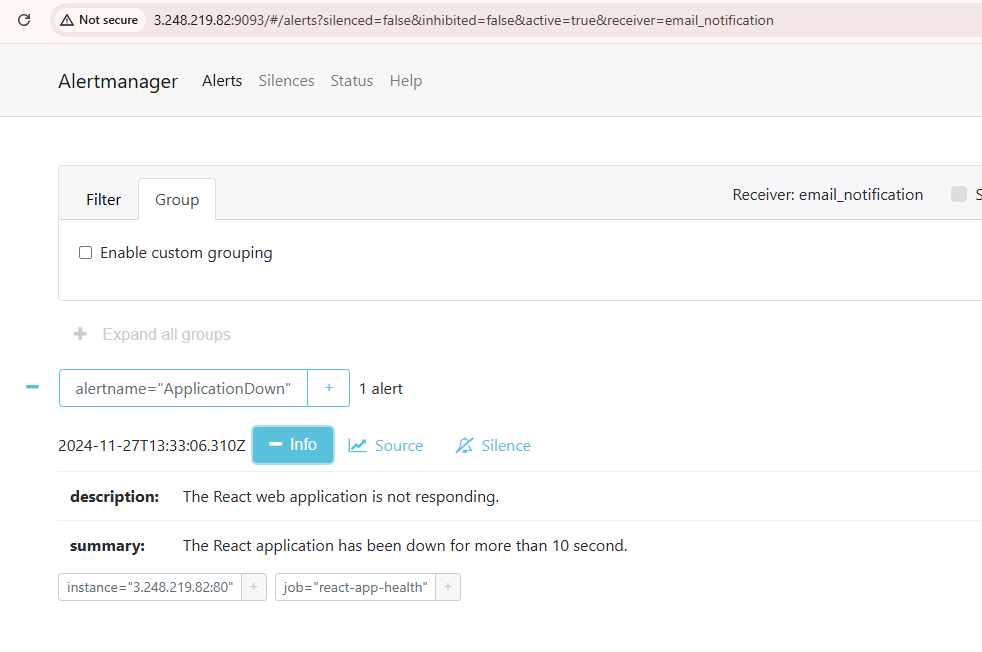 Not secure 3.248.219.82:9093/#/alerts?silenced=false&inhibited=false&active=true&receiver=email_notification
Alertmanager Alerts Silences Status Help
Filter Group Receiver: email_notification S
Enable custom grouping
+ Expand all groups
alertname="ApplicationDown" + 1 alert
2024-11-27T13:33:06.310Z Info Source Silence
description: The React web application is not responding.
summary: The React application has been down for more than 10 second.
instance="3.248.219.82:80" + job="react-app-health" +